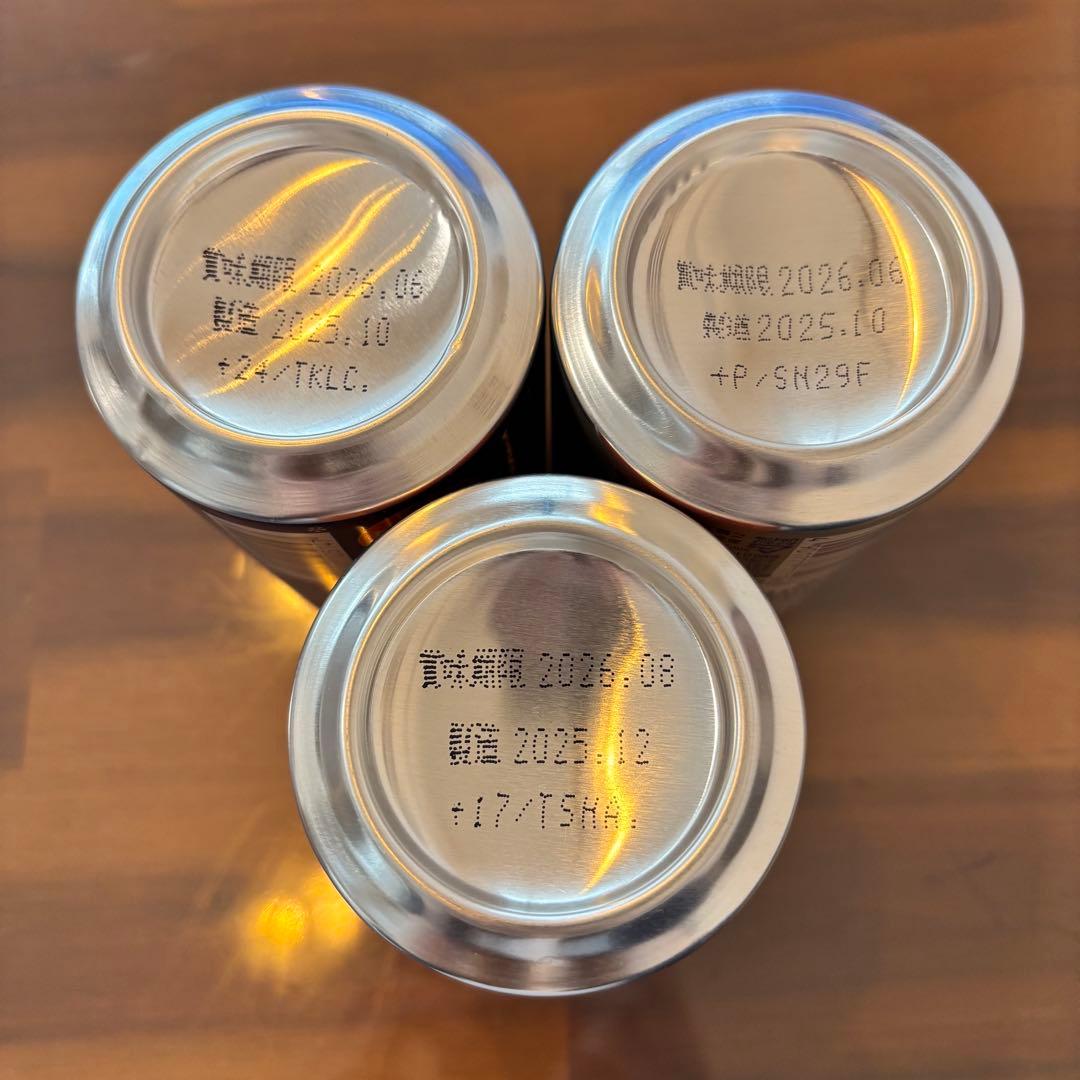 賞味期限 2026.06
製造 2025.10
+24/TKLC.
賞味期限 2026.06
製造 2025.10
+P/SN29F
賞味期限 2026.08
製造 2025.12
+17/TSMA.